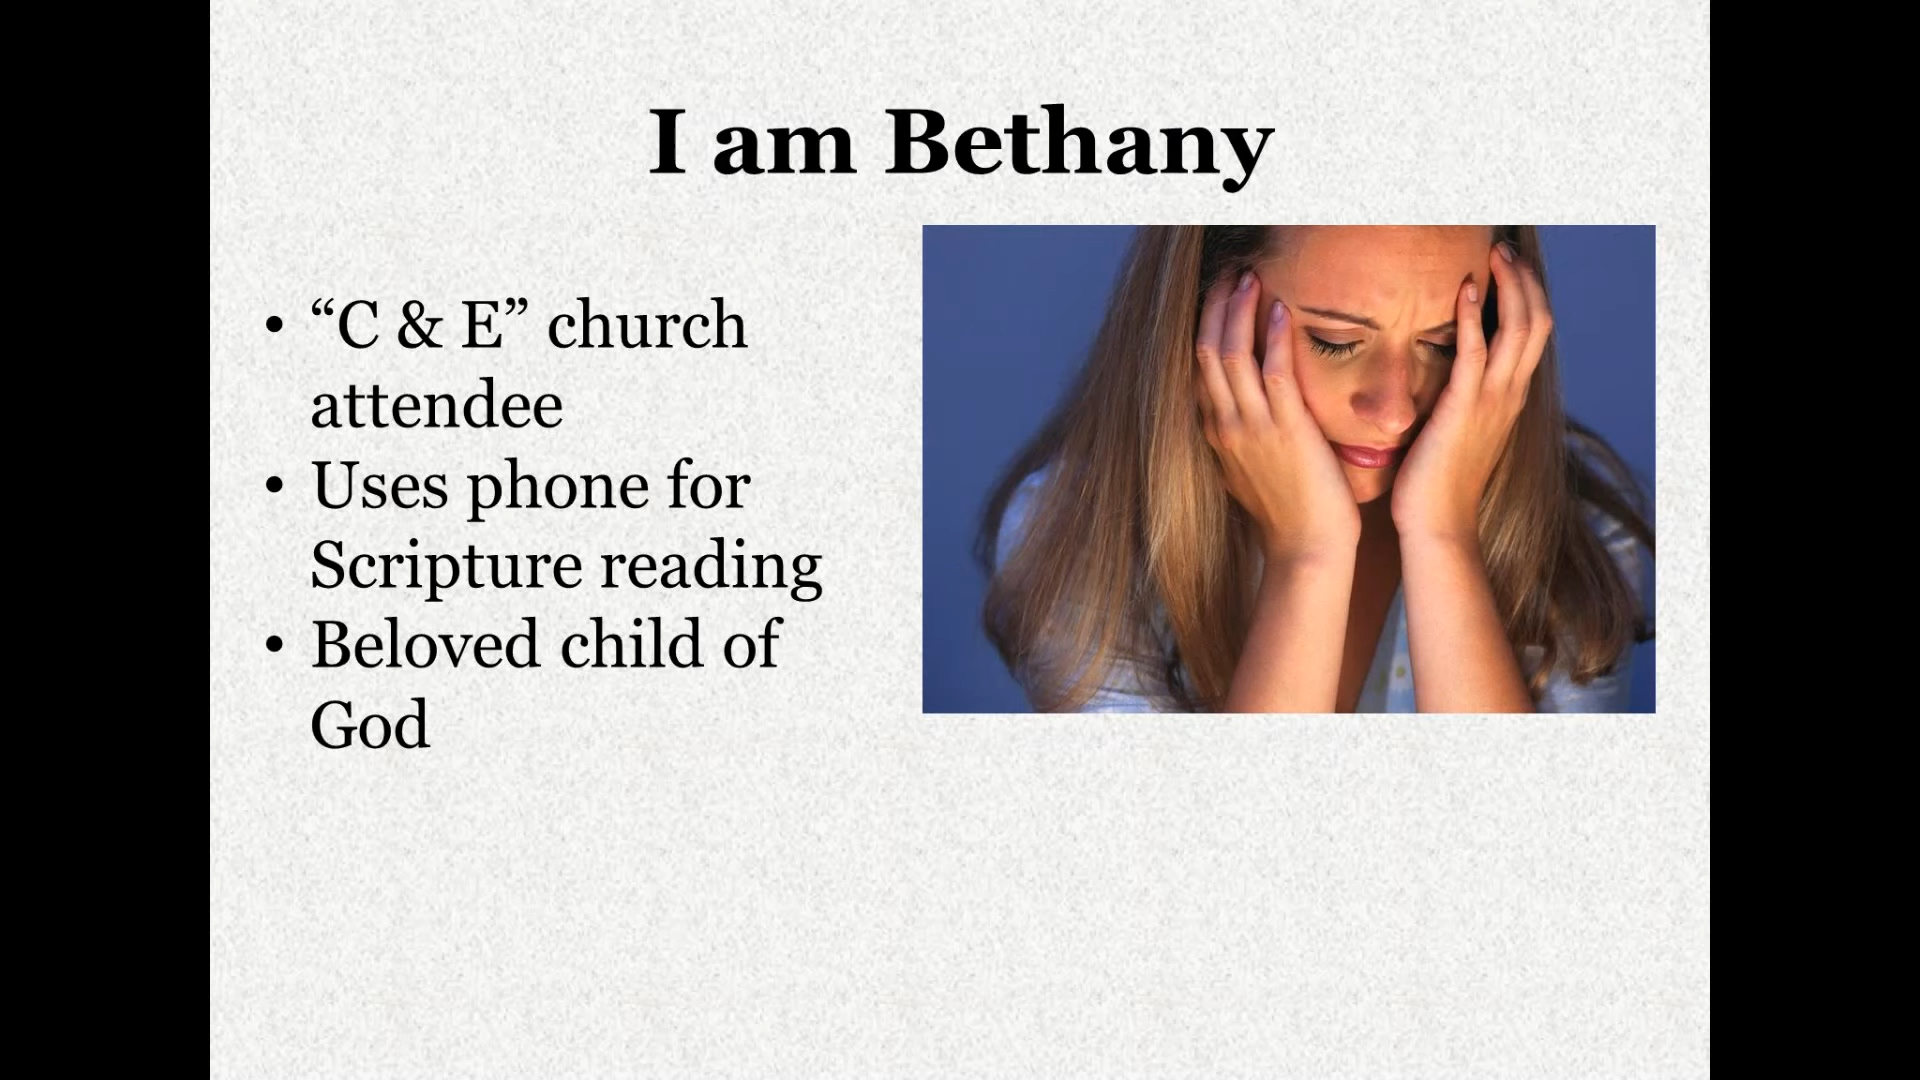 I am Bethany
• “C & E” church
attendee
• Uses phone for
Scripture reading
• Beloved child of
God